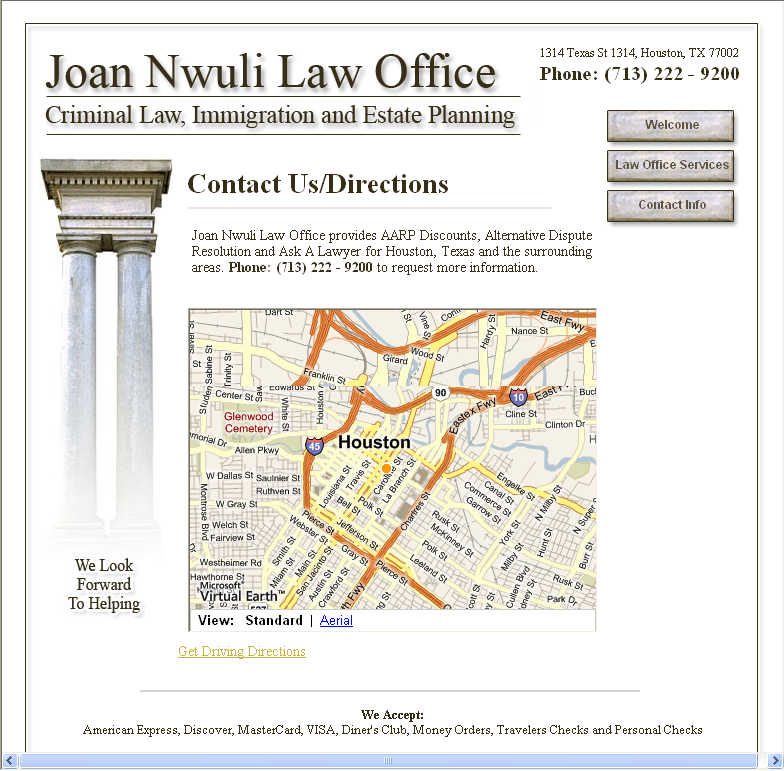 Joan Nwuli Law Office
Criminal Law, Immigration and Estate Planning
1314 Texas St 1314, Houston, TX 77002
Phone: (713) 222 - 9200
Welcome
Law Office Services
Contact Info
Contact Us/Directions
Joan Nwuli Law Office provides AARP Discounts, Alternative Dispute
Resolution and Ask A Lawyer for Houston, Texas and the surrounding
areas. Phone: (713) 222 - 9200 to request more information.
Dart St
Vine St
Hardy St
East Fwy
Nance St
Wood St
Girard
Sabine St
Trinity St
Franklin St
Edwards St
Center St
White St
Houston
90
10
East F
Eastex Fwy
Cline St
Clinton Dr
Glenwood
Cemetery
morial Dr
Allen Pkwy
45
Houston
W Dallas St
Saulnier St
Ruthven St
Louisiana St
Travis St
Caroline St
La Branch St
Engelke St
Canal St
Commerce St
Garrow St
N Milby St
N Super
Montrose Blvd
W Gray St
Welch St
Fairview St
Bell St
Polk St
Chartres St
Pierce St
Webster St
Jefferson St
Gray St
Pierce St
Rusk St
McKinney St
Polk St
Leeland St
York St
Milby St
Hunt St
Burr St
Westheimer Rd
Hawthorne St
Smith St
Milam St
Main St
San Jacinto St
Austin St
Crawford St
th Fwy
cott St
Cullen Blvd
Sidney St
Rusk St
Park Dr
Microsoft®
Virtual Earth™
527
View: Standard | Aerial
Get Driving Directions
We Look
Forward
To Helping
We Accept:
American Express, Discover, MasterCard, VISA, Diner's Club, Money Orders, Travelers Checks and Personal Checks